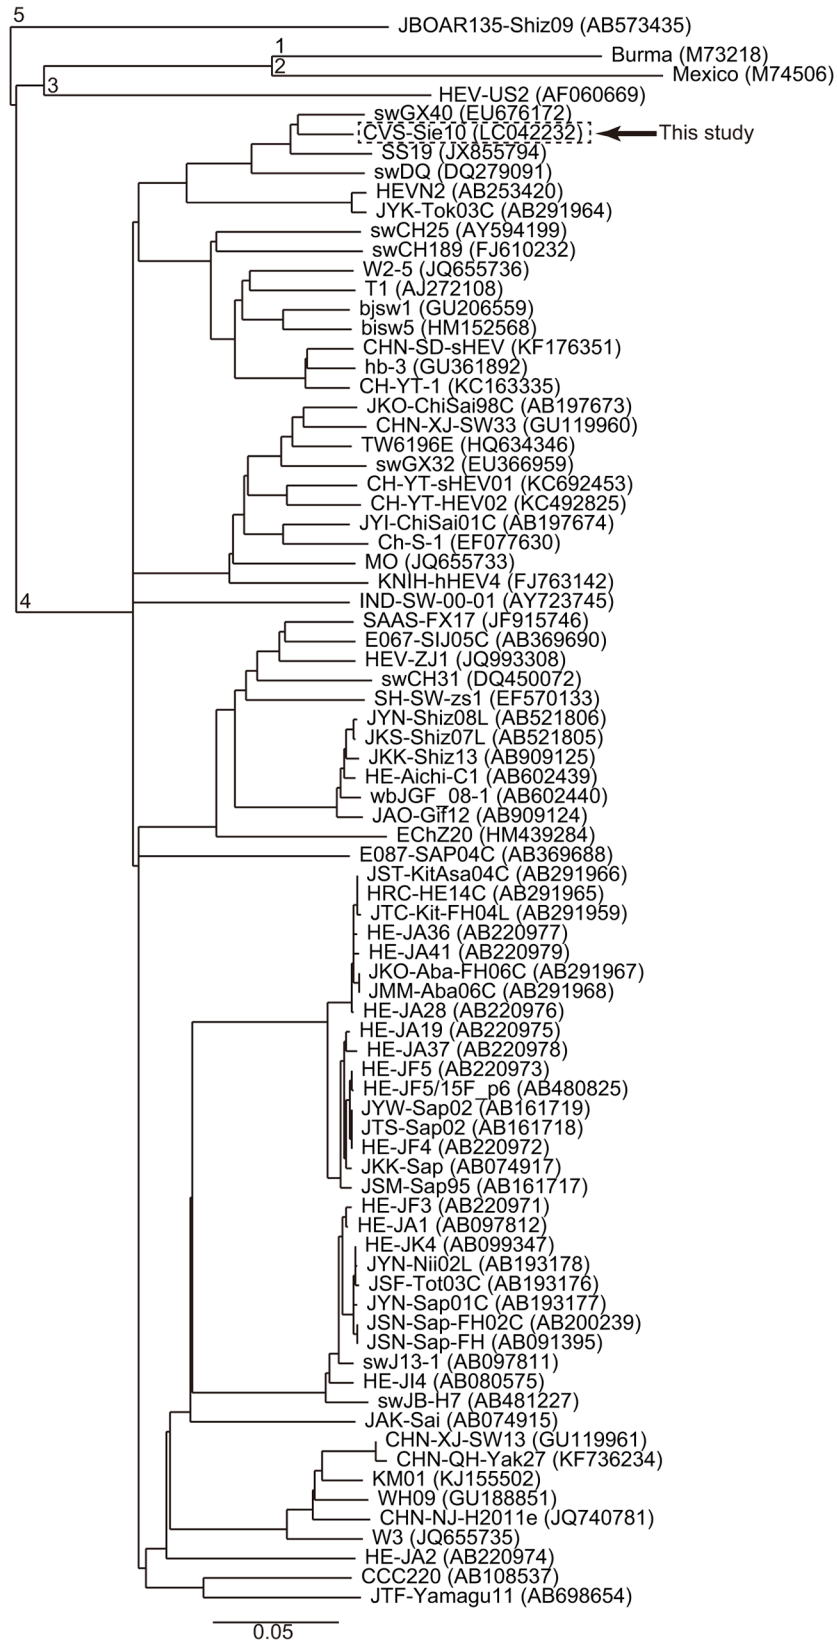 5
JBOAR135-Shiz09 (AB573435)
1
Burma (M73218)
2
Mexico (M74506)
3
HEV-US2 (AF060669)
swGX40 (EU676172)
CVS-Sie10 (LC042232)
This study
SS19 (JX855794)
swDQ (DQ279091)
HEVN2 (AB253420)
JYK-Tok03C (AB291964)
swCH25 (AY594199)
swCH189 (FJ610232)
W2-5 (JQ655736)
T1 (AJ272108)
bjsw1 (GU206559)
bisw5 (HM152568)
CHN-SD-sHEV (KF176351)
hb-3 (GU361892)
CH-YT-1 (KC163335)
JKO-ChiSai98C (AB197673)
CHN-XJ-SW33 (GU119960)
TW6196E (HQ634346)
swGX32 (EU366959)
CH-YT-sHEV01 (KC692453)
CH-YT-HEV02 (KC492825)
JYI-ChiSai01C (AB197674)
Ch-S-1 (EF077630)
MO (JQ655733)
KNIH-hHEV4 (FJ763142)
4
IND-SW-00-01 (AY723745)
SAAS-FX17 (JF915746)
E067-SIJ05C (AB369690)
HEV-ZJ1 (JQ993308)
swCH31 (DQ450072)
SH-SW-zs1 (EF570133)
JYN-Shiz08L (AB521806)
JKS-Shiz07L (AB521805)
JKK-Shiz13 (AB909125)
HE-Aichi-C1 (AB602439)
wbJGF_08-1 (AB602440)
JAO-Gif12 (AB909124)
EChZ20 (HM439284)
E087-SAP04C (AB369688)
JST-KitAsa04C (AB291966)
HRC-HE14C (AB291965)
JTC-Kit-FH04L (AB291959)
HE-JA36 (AB220977)
HE-JA41 (AB220979)
JKO-Aba-FH06C (AB291967)
JMM-Aba06C (AB291968)
HE-JA28 (AB220976)
HE-JA19 (AB220975)
HE-JA37 (AB220978)
HE-JF5 (AB220973)
HE-JF5/15F_p6 (AB480825)
JYW-Sap02 (AB161719)
JTS-Sap02 (AB161718)
HE-JF4 (AB220972)
JKK-Sap (AB074917)
JSM-Sap95 (AB161717)
HE-JF3 (AB220971)
HE-JA1 (AB097812)
HE-JK4 (AB099347)
JYN-Nii02L (AB193178)
JSF-Tot03C (AB193176)
JYN-Sap01C (AB193177)
JSN-Sap-FH02C (AB200239)
JSN-Sap-FH (AB091395)
swJ13-1 (AB097811)
HE-JI4 (AB080575)
swJB-H7 (AB481227)
JAK-Sai (AB074915)
CHN-XJ-SW13 (GU119961)
CHN-QH-Yak27 (KF736234)
KM01 (KJ155502)
WH09 (GU188851)
CHN-NJ-H2011e (JQ740781)
W3 (JQ655735)
HE-JA2 (AB220974)
CCC220 (AB108537)
JTF-Yamagu11 (AB698654)
0.05